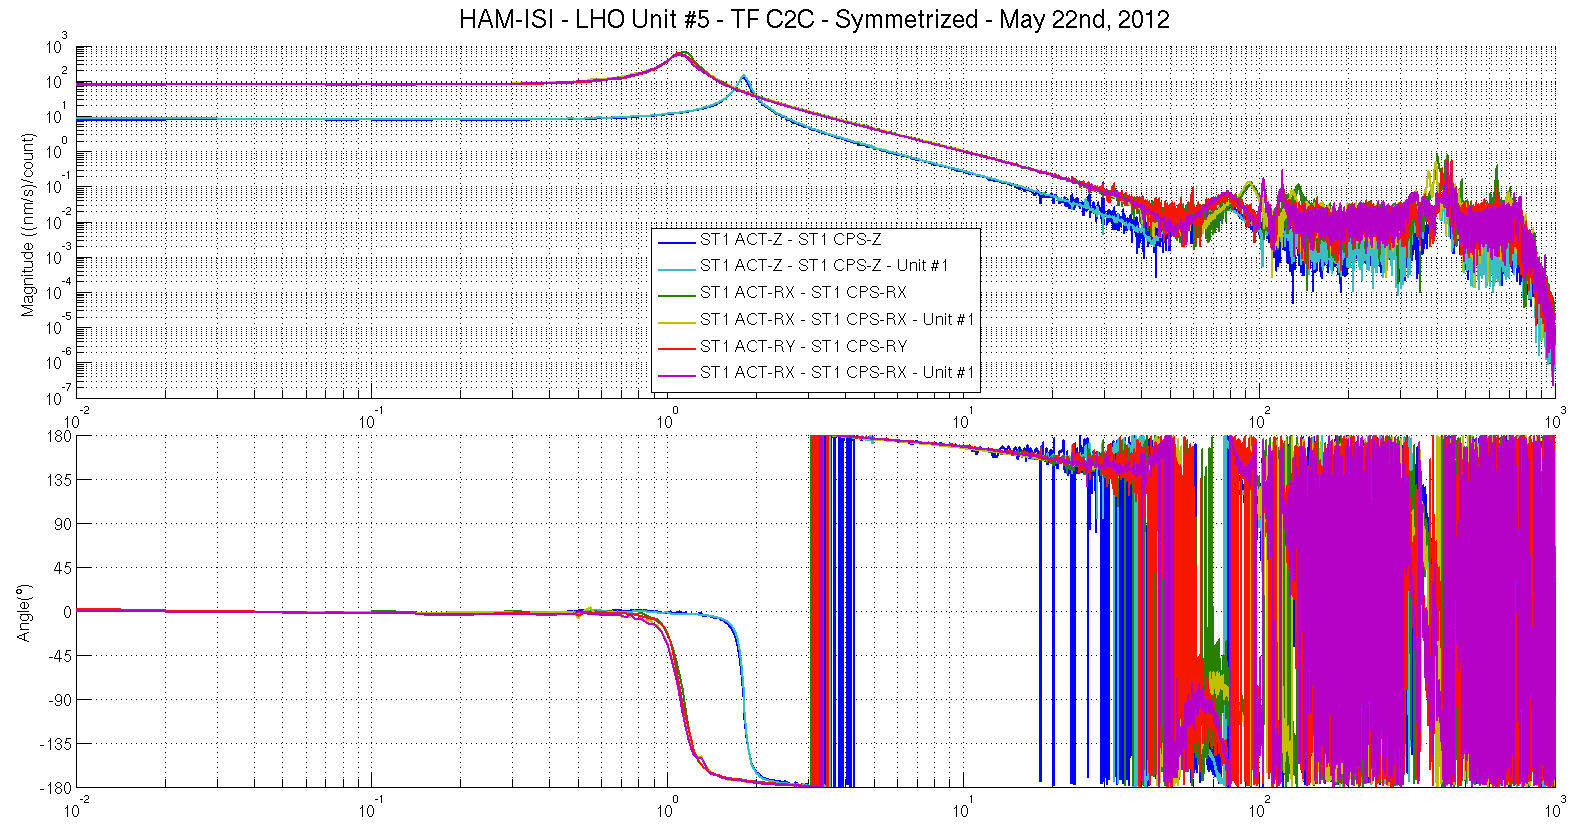 HAM-ISI - LHO Unit #5 - TF C2C - Symmetrized - May 22nd, 2012
Magnitude ((nm/s)/count)
10^3
10^2
10^1
10^0
10^-1
10^-2
10^-3
10^-4
10^-5
10^-6
10^-7
ST1 ACT-Z - ST1 CPS-Z
ST1 ACT-Z - ST1 CPS-Z - Unit #1
ST1 ACT-RX - ST1 CPS-RX
ST1 ACT-RX - ST1 CPS-RX - Unit #1
ST1 ACT-RY - ST1 CPS-RY
ST1 ACT-RX - ST1 CPS-RX - Unit #1
10^-2 10^-1 10^0 10^1 10^2 10^3
Angle(°)
180
135
90
45
0
-45
-90
-135
-180
10^-2 10^-1 10^0 10^1 10^2 10^3